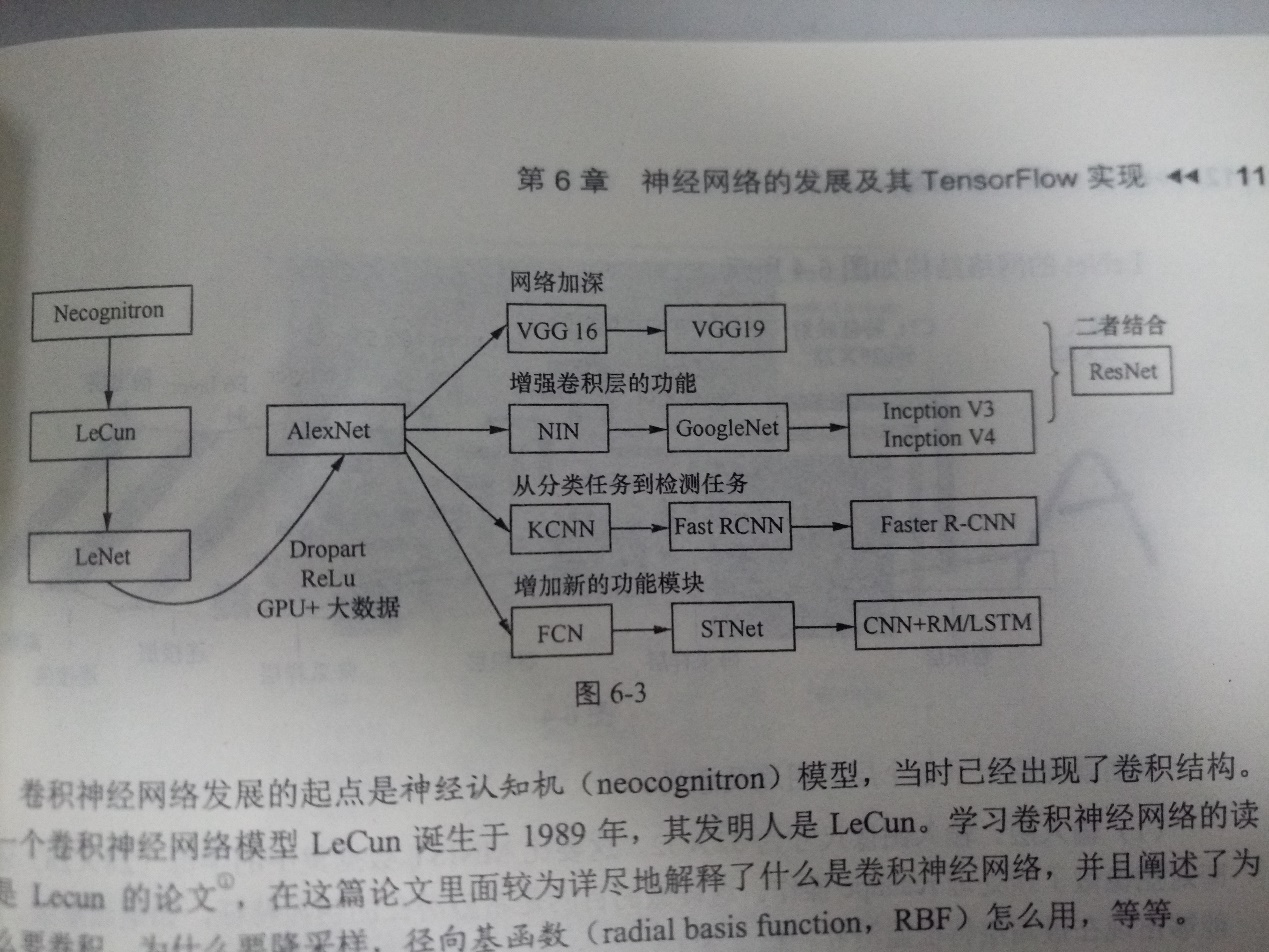 第 6 章 神经网络的发展及其 TensorFlow 实现 ◂◂ 11
Necognitron
LeCun
LeNet
AlexNet
Dropart
ReLu
GPU+ 大数据
网络加深
VGG 16
VGG19
增强卷积层的功能
NIN
GoogleNet
Incption V3
Incption V4
二者结合
ResNet
从分类任务到检测任务
KCNN
Fast RCNN
Faster R-CNN
增加新的功能模块
FCN
STNet
CNN+RM/LSTM
图 6-3
卷积神经网络发展的起点是神经认知机（neocognitron）模型，当时已经出现了卷积结构。
一个卷积神经网络模型 LeCun 诞生于 1989 年，其发明人是 LeCun。学习卷积神经网络的读
是 Lecun 的论文①，在这篇论文里面较为详尽地解释了什么是卷积神经网络，并且阐述了为
么要卷积，为什么要降采样，径向基函数（radial basis function，RBF）怎么用，等等。